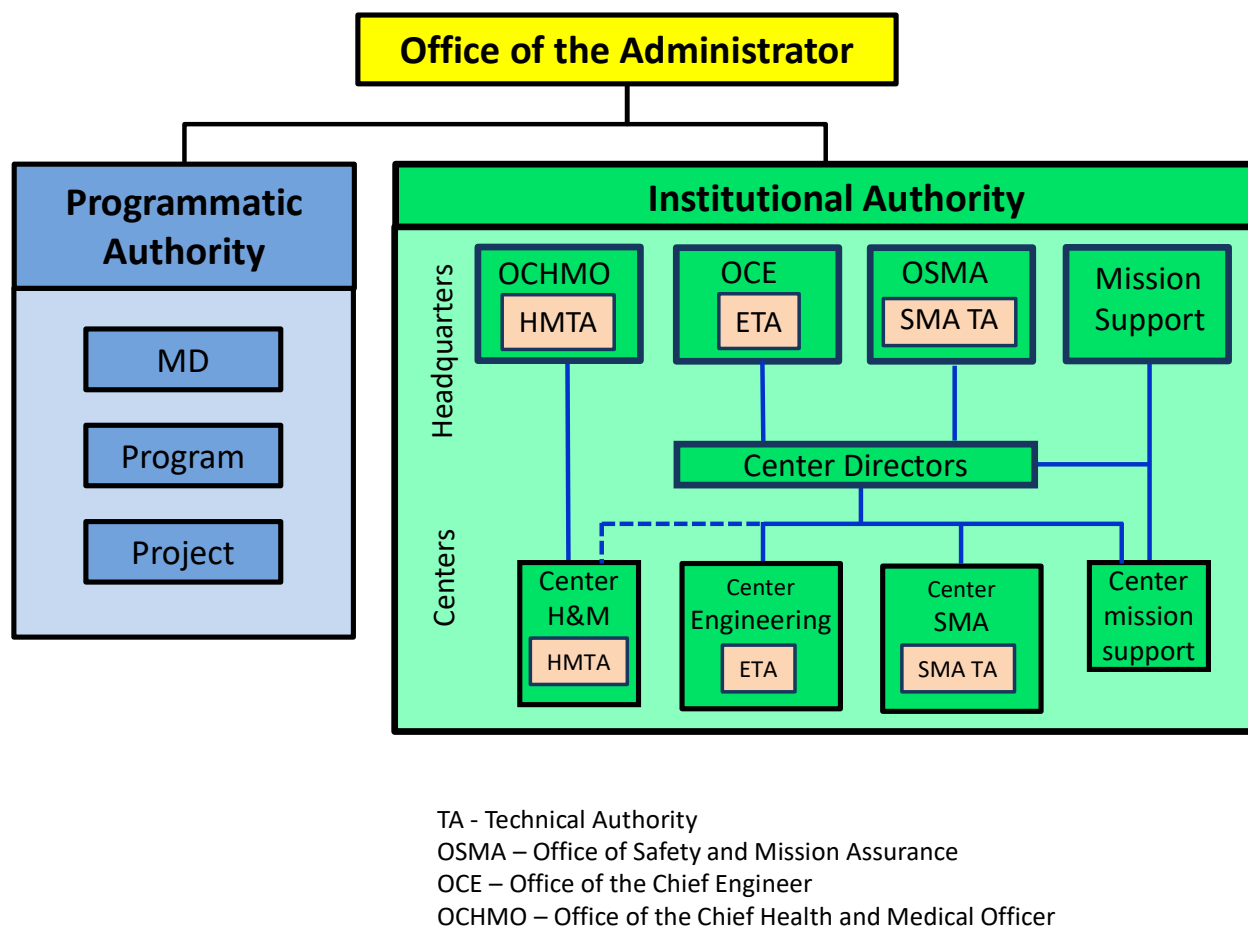 Office of the Administrator
Programmatic
Authority
MD
Program
Project
Institutional Authority
Headquarters
OCHMO
HMTA
OCE
ETA
OSMA
SMA TA
Mission
Support
Center Directors
Centers
Center
H&M
HMTA
Center
Engineering
ETA
Center
SMA
SMA TA
Center
mission
support
TA - Technical Authority
OSMA – Office of Safety and Mission Assurance
OCE – Office of the Chief Engineer
OCHMO – Office of the Chief Health and Medical Officer